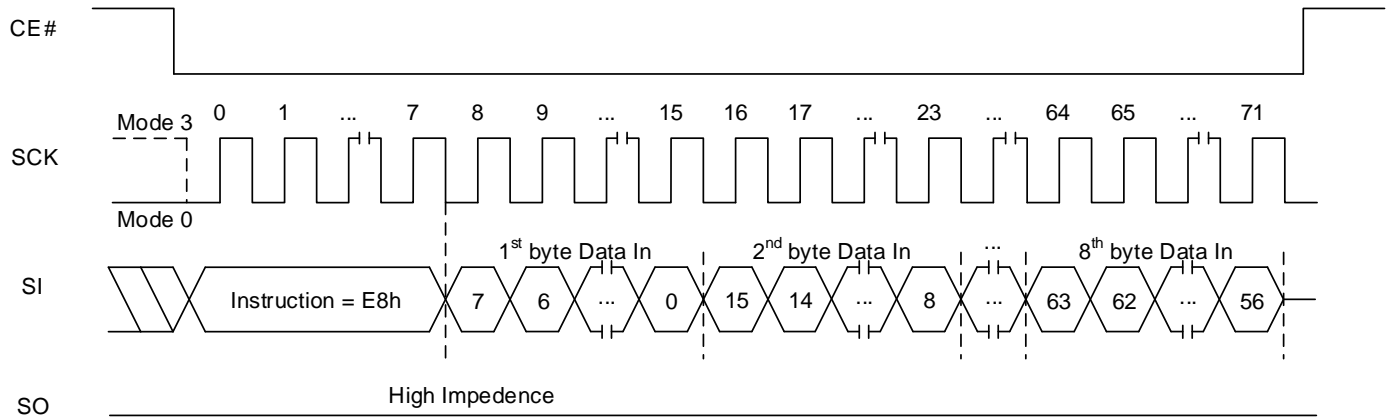 CE#
0 1 ... 7 8 9 ... 15 16 17 ... 23 ... 64 65 ... 71
Mode 3
SCK
Mode 0
1st byte Data In 2nd byte Data In ... 8th byte Data In
SI
Instruction = E8h 7 6 ... 0 15 14 ... 8 ... 63 62 ... 56
High Impedence
SO